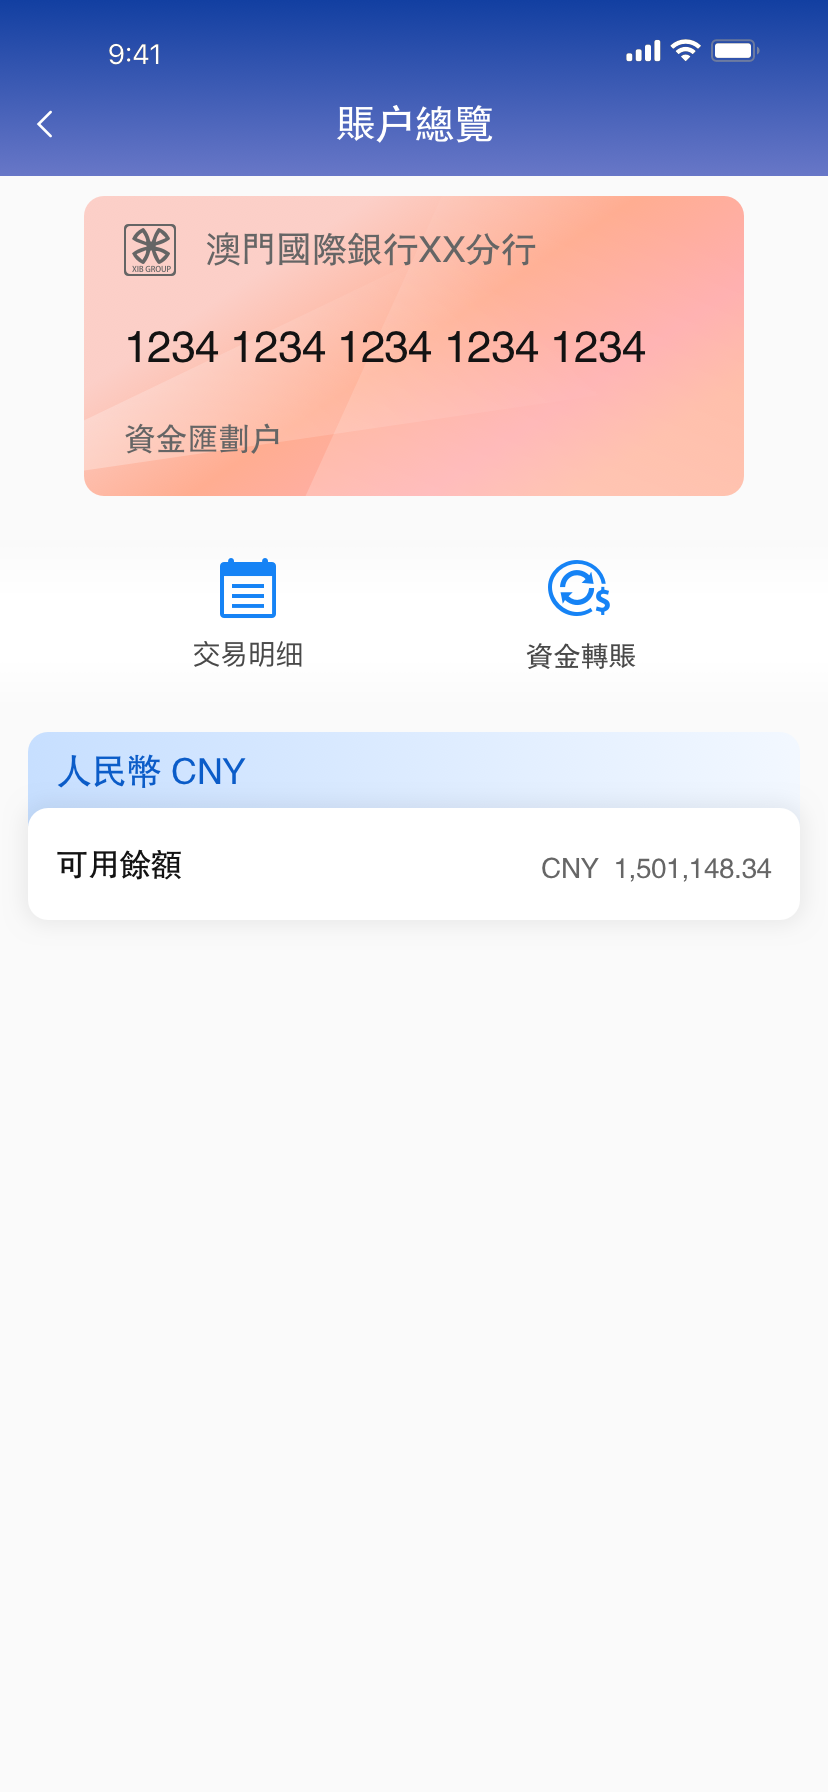 9:41
賬户總覽
XIB GROUP
澳門國際銀行XX分行
1234 1234 1234 1234 1234
資金匯劃户
交易明细
資金轉賬
人民幣 CNY
可用餘額 CNY 1,501,148.34